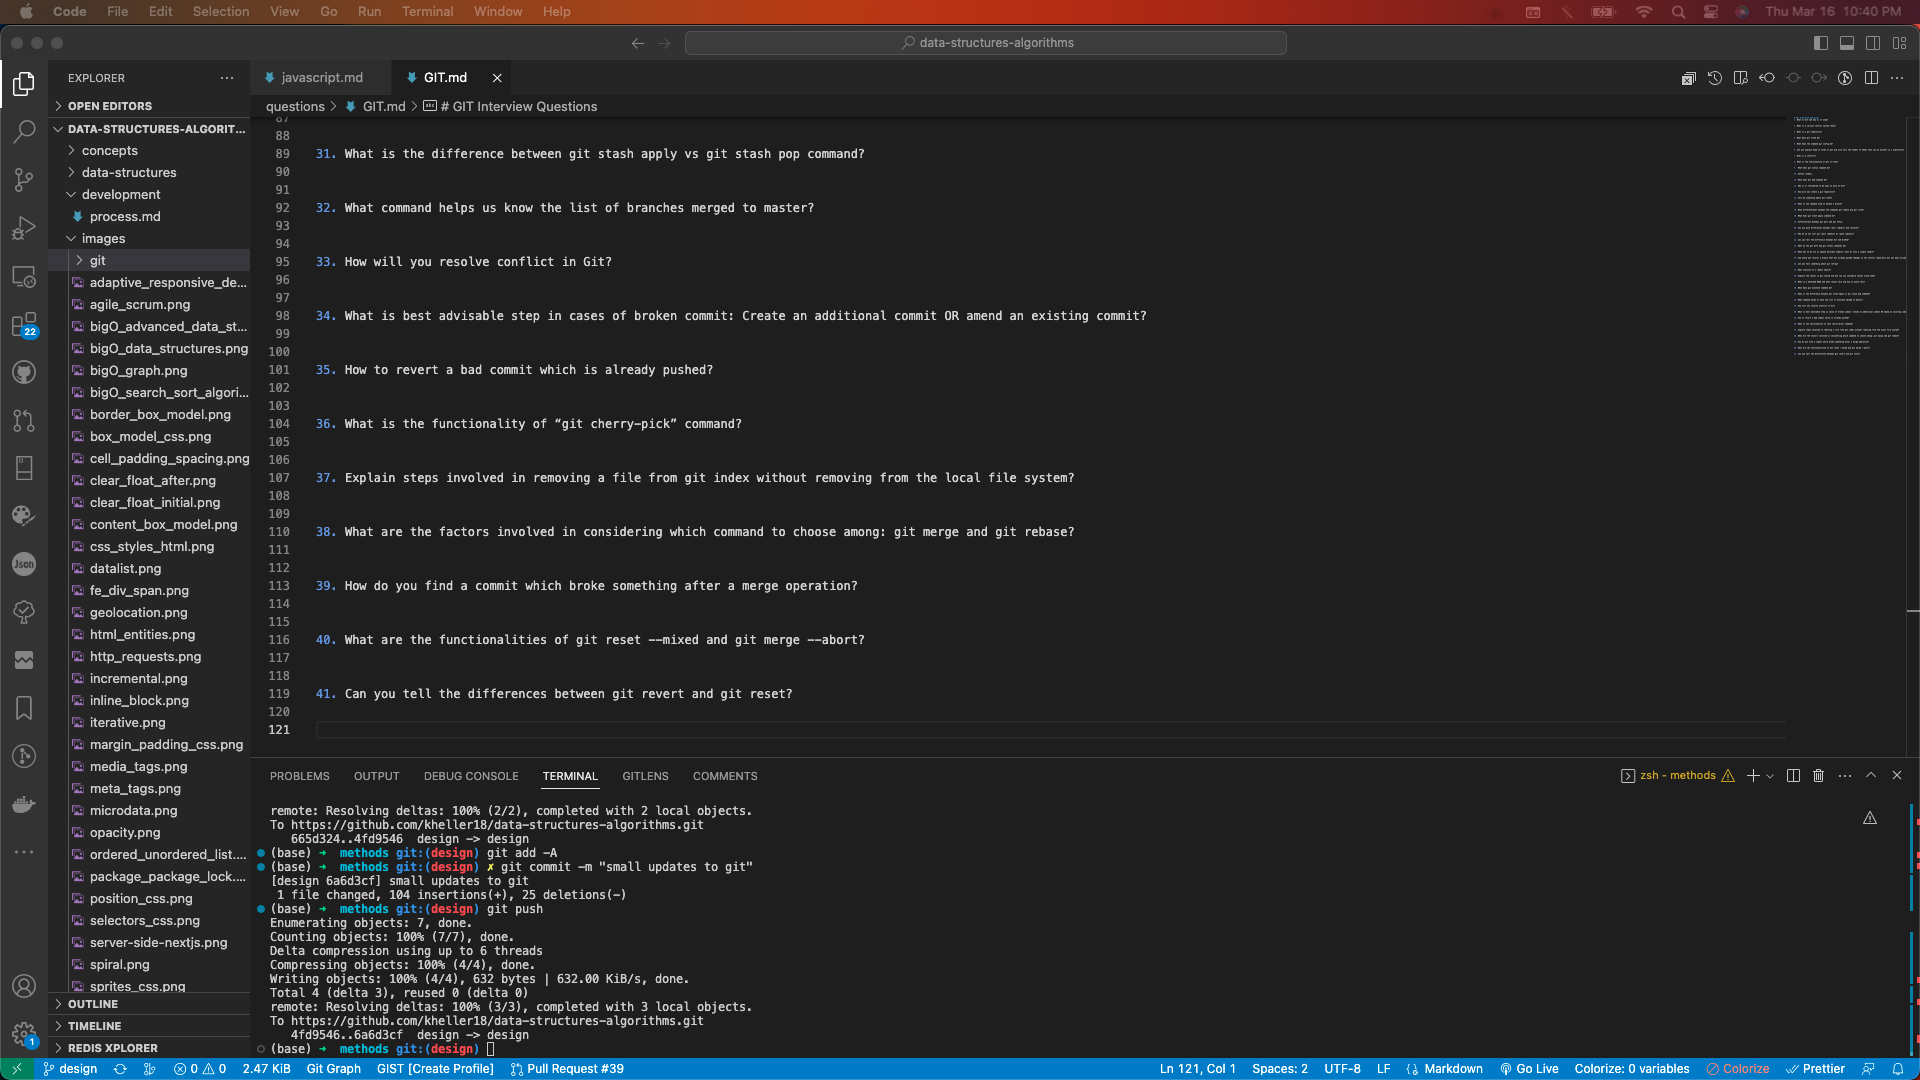 Code File Edit Selection View Go Run Terminal Window Help Thu Mar 16 10:40 PM
data-structures-algorithms
EXPLORER
javascript.md
GIT.md
OPEN EDITORS
questions > GIT.md > # GIT Interview Questions
DATA-STRUCTURES-ALGORIT...
concepts
data-structures
development
process.md
images
git
adaptive_responsive_de...
agile_scrum.png
bigO_advanced_data_st...
bigO_data_structures.png
bigO_graph.png
bigO_search_sort_algori...
border_box_model.png
box_model_css.png
cell_padding_spacing.png
clear_float_after.png
clear_float_initial.png
content_box_model.png
css_styles_html.png
datalist.png
fe_div_span.png
geolocation.png
html_entities.png
http_requests.png
incremental.png
inline_block.png
iterative.png
margin_padding_css.png
media_tags.png
meta_tags.png
microdata.png
opacity.png
ordered_unordered_list....
package_package_lock....
position_css.png
selectors_css.png
server-side-nextjs.png
spiral.png
sprites_css.png
OUTLINE
TIMELINE
REDIS XPLORER
22
Json
1
87
88
89 31. What is the difference between git stash apply vs git stash pop command?
90
91
92 32. What command helps us know the list of branches merged to master?
93
94
95 33. How will you resolve conflict in Git?
96
97
98 34. What is best advisable step in cases of broken commit: Create an additional commit OR amend an existing commit?
99
100
101 35. How to revert a bad commit which is already pushed?
102
103
104 36. What is the functionality of “git cherry-pick” command?
105
106
107 37. Explain steps involved in removing a file from git index without removing from the local file system?
108
109
110 38. What are the factors involved in considering which command to choose among: git merge and git rebase?
111
112
113 39. How do you find a commit which broke something after a merge operation?
114
115
116 40. What are the functionalities of git reset --mixed and git merge --abort?
117
118
119 41. Can you tell the differences between git revert and git reset?
120
121
PROBLEMS OUTPUT DEBUG CONSOLE TERMINAL GITLENS COMMENTS zsh - methods
remote: Resolving deltas: 100% (2/2), completed with 2 local objects.
To https://github.com/kheller18/data-structures-algorithms.git
665d324..4fd9546 design -> design
(base) ➜ methods git:(design) git add -A
(base) ➜ methods git:(design) ✗ git commit -m "small updates to git"
[design 6a6d3cf] small updates to git
1 file changed, 104 insertions(+), 25 deletions(-)
(base) ➜ methods git:(design) git push
Enumerating objects: 7, done.
Counting objects: 100% (7/7), done.
Delta compression using up to 6 threads
Compressing objects: 100% (4/4), done.
Writing objects: 100% (4/4), 632 bytes | 632.00 KiB/s, done.
Total 4 (delta 3), reused 0 (delta 0)
remote: Resolving deltas: 100% (3/3), completed with 3 local objects.
To https://github.com/kheller18/data-structures-algorithms.git
4fd9546..6a6d3cf design -> design
(base) ➜ methods git:(design)
design 0 0 2.47 KiB Git Graph GIST [Create Profile] Pull Request #39 Ln 121, Col 1 Spaces: 2 UTF-8 LF Markdown Go Live Colorize: 0 variables Colorize Prettier